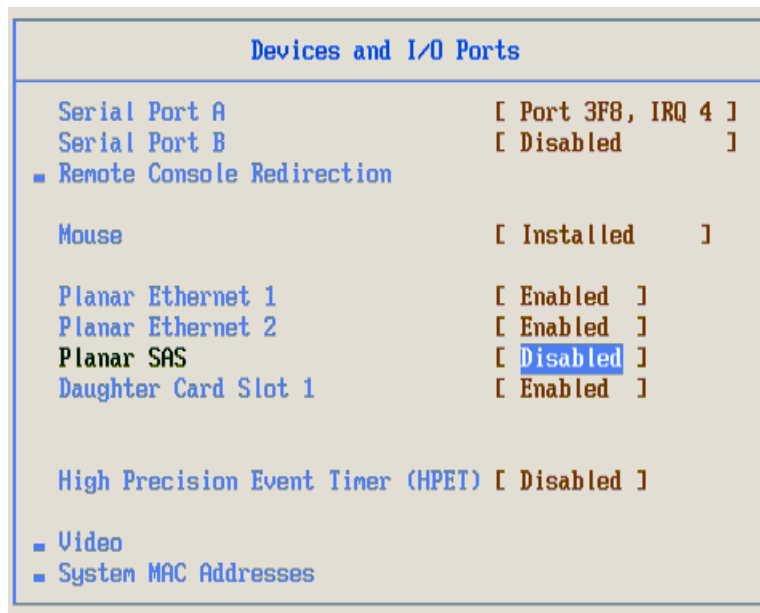 Devices and I/O Ports
Serial Port A [ Port 3F8, IRQ 4 ]
Serial Port B [ Disabled ]
Remote Console Redirection
Mouse [ Installed ]
Planar Ethernet 1 [ Enabled ]
Planar Ethernet 2 [ Enabled ]
Planar SAS [ Disabled ]
Daughter Card Slot 1 [ Enabled ]
High Precision Event Timer (HPET) [ Disabled ]
Video
System MAC Addresses